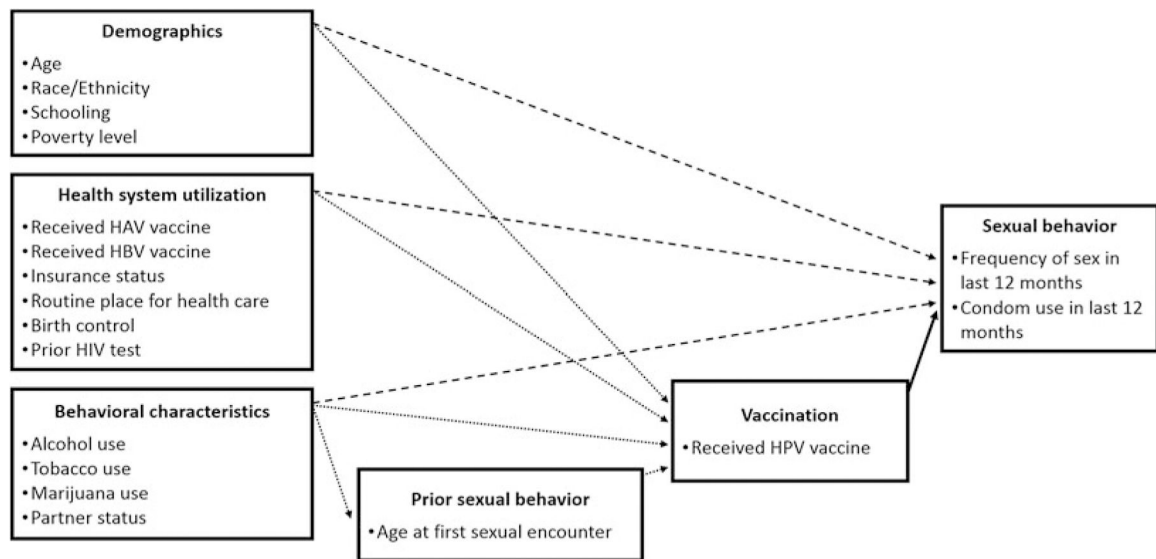 Demographics
•Age
•Race/Ethnicity
•Schooling
•Poverty level
Health system utilization
•Received HAV vaccine
•Received HBV vaccine
•Insurance status
•Routine place for health care
•Birth control
•Prior HIV test
Behavioral characteristics
•Alcohol use
•Tobacco use
•Marijuana use
•Partner status
Prior sexual behavior
•Age at first sexual encounter
Vaccination
•Received HPV vaccine
Sexual behavior
•Frequency of sex in
last 12 months
•Condom use in last 12
months